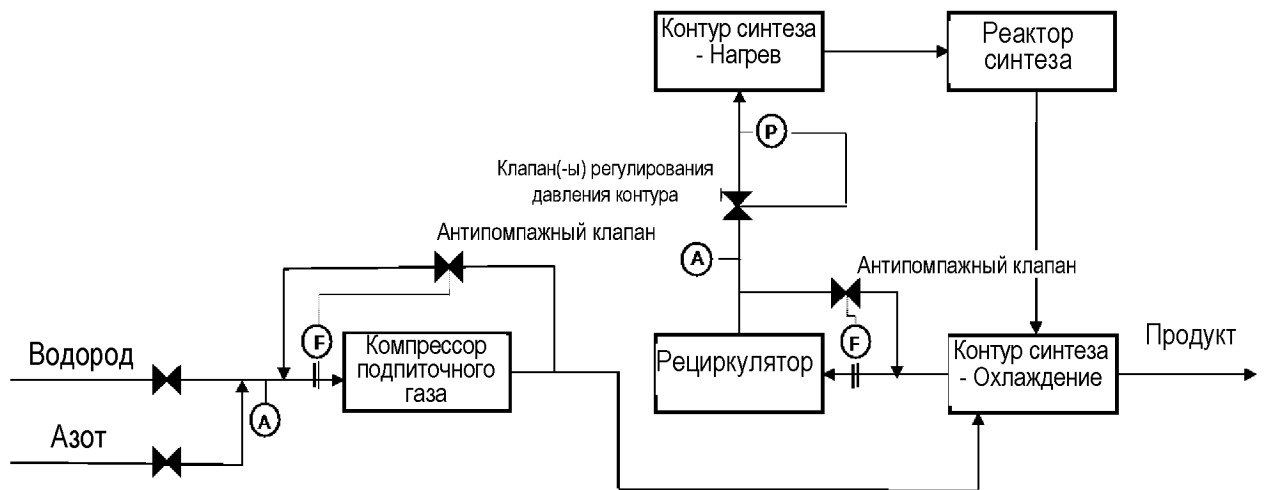 Контур синтеза
- Нагрев
Реактор
синтеза
P
Клапан(-ы) регулирования
давления контура
Антипомпажный клапан
A
Антипомпажный клапан
F
Компрессор
подпиточного
газа
Водород
A
Азот
Рециркулятор
F
Контур синтеза
- Охлаждение
Продукт